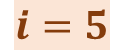 i = 5